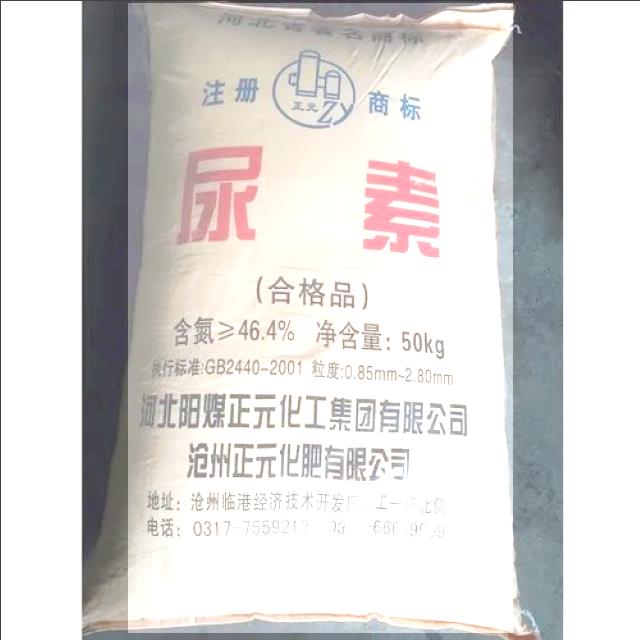 河北省著名商标
注册 正元 ZY 商标
尿 素
(合格品)
含氮≥46.4% 净含量: 50kg
执行标准:GB2440-2001 粒度:0.85mm~2.80mm
河北阳煤正元化工集团有限公司
沧州正元化肥有限公司
地址: 沧州临港经济技术开发区
电话: 0317-7559212